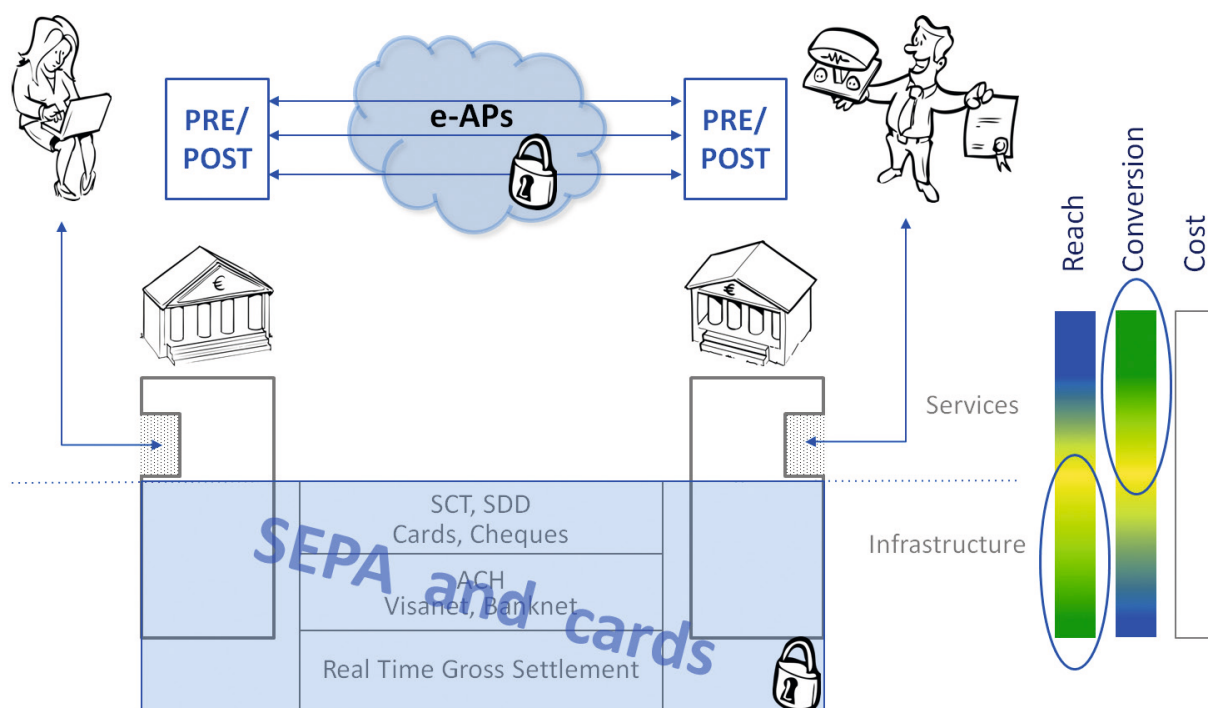 e-APs
PRE/
POST
PRE/
POST
€
€
Reach
Conversion
Cost
Services
Infrastructure
SCT, SDD
Cards, Cheques
ACH
Visanet, Banknet
Real Time Gross Settlement
SEPA and cards